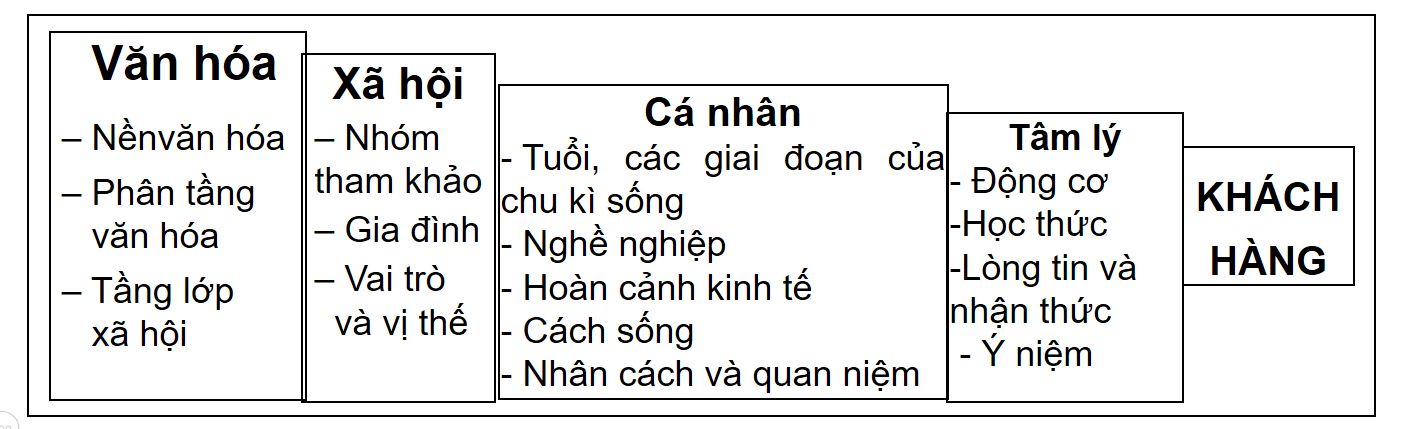 Văn hóa
– Nềnvăn hóa
– Phân tầng
văn hóa
– Tầng lớp
xã hội
Xã hội
– Nhóm
tham khảo
– Gia đình
– Vai trò
và vị thế
Cá nhân
- Tuổi, các giai đoạn của
chu kì sống
- Nghề nghiệp
- Hoàn cảnh kinh tế
- Cách sống
- Nhân cách và quan niệm
Tâm lý
- Động cơ
-Học thức
-Lòng tin và
nhận thức
- Ý niệm
KHÁCH
HÀNG